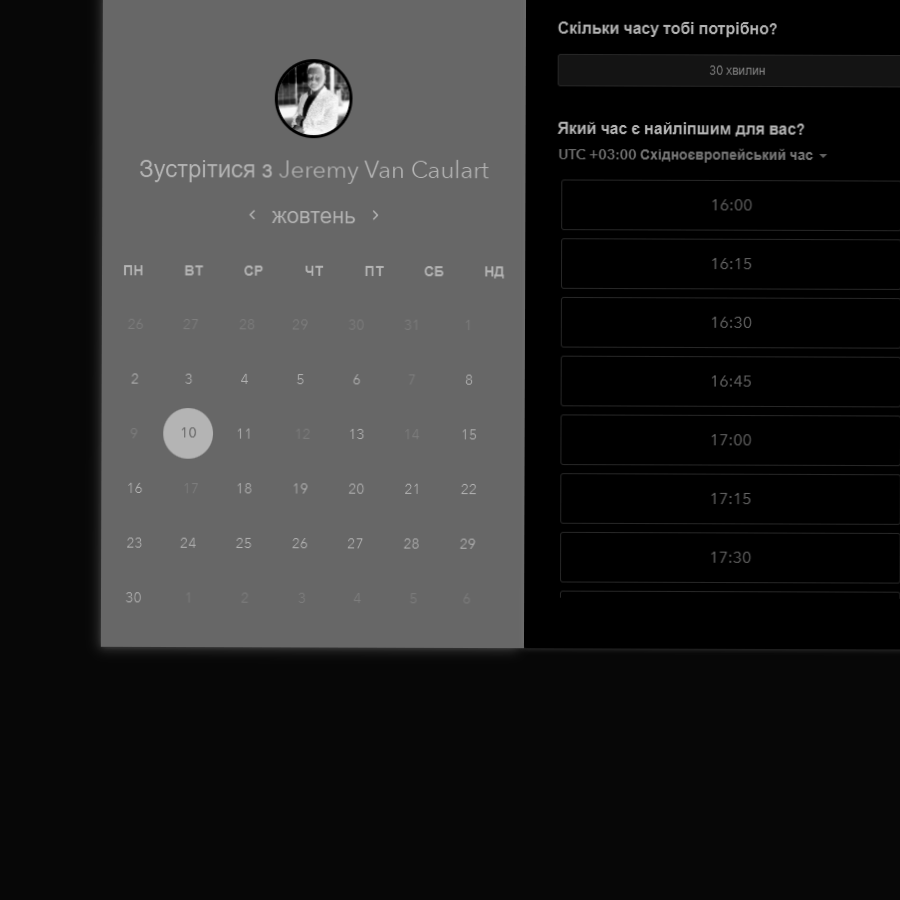 Зустрітися з Jeremy Van Caulart
жовтень
ПН ВТ СР ЧТ ПТ СБ НД
26 27 28 29 30 31 1
2 3 4 5 6 7 8
9 10 11 12 13 14 15
16 17 18 19 20 21 22
23 24 25 26 27 28 29
30 1 2 3 4 5 6
Скільки часу тобі потрібно?
30 хвилин
Який час є найліпшим для вас?
UTC +03:00 Східноєвропейський час
16:00
16:15
16:30
16:45
17:00
17:15
17:30